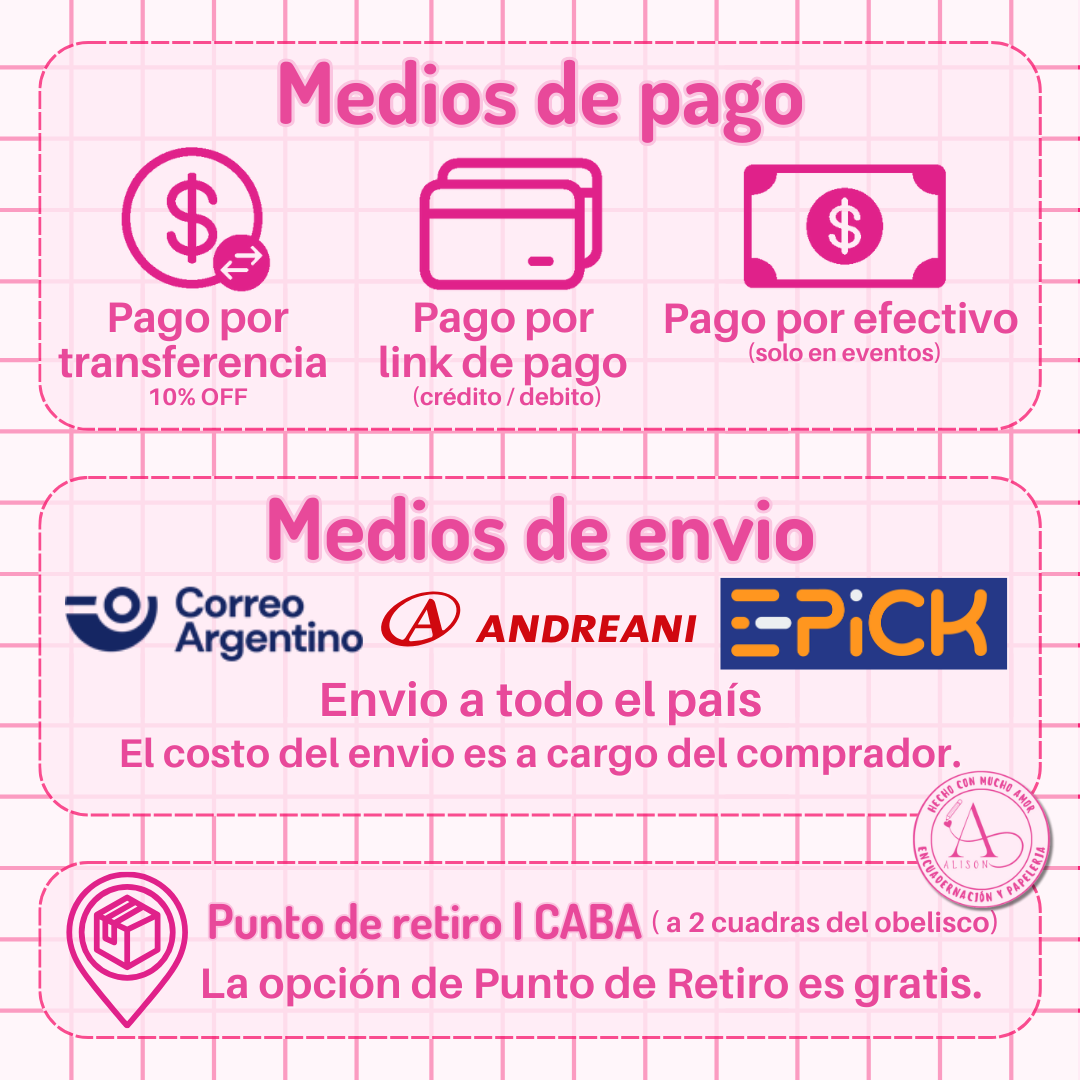 Medios de pago
Pago por
transferencia
10% OFF
Pago por
link de pago
(crédito / debito)
Pago por efectivo
(solo en eventos)
Medios de envio
Correo
Argentino
ANDREANI
EPiCK
Envio a todo el país
El costo del envio es a cargo del comprador.
HECHO CON MUCHO AMOR
A
ALISON
ENCUADERNACIÓN Y PAPELERIA
Punto de retiro | CABA ( a 2 cuadras del obelisco)
La opción de Punto de Retiro es gratis.